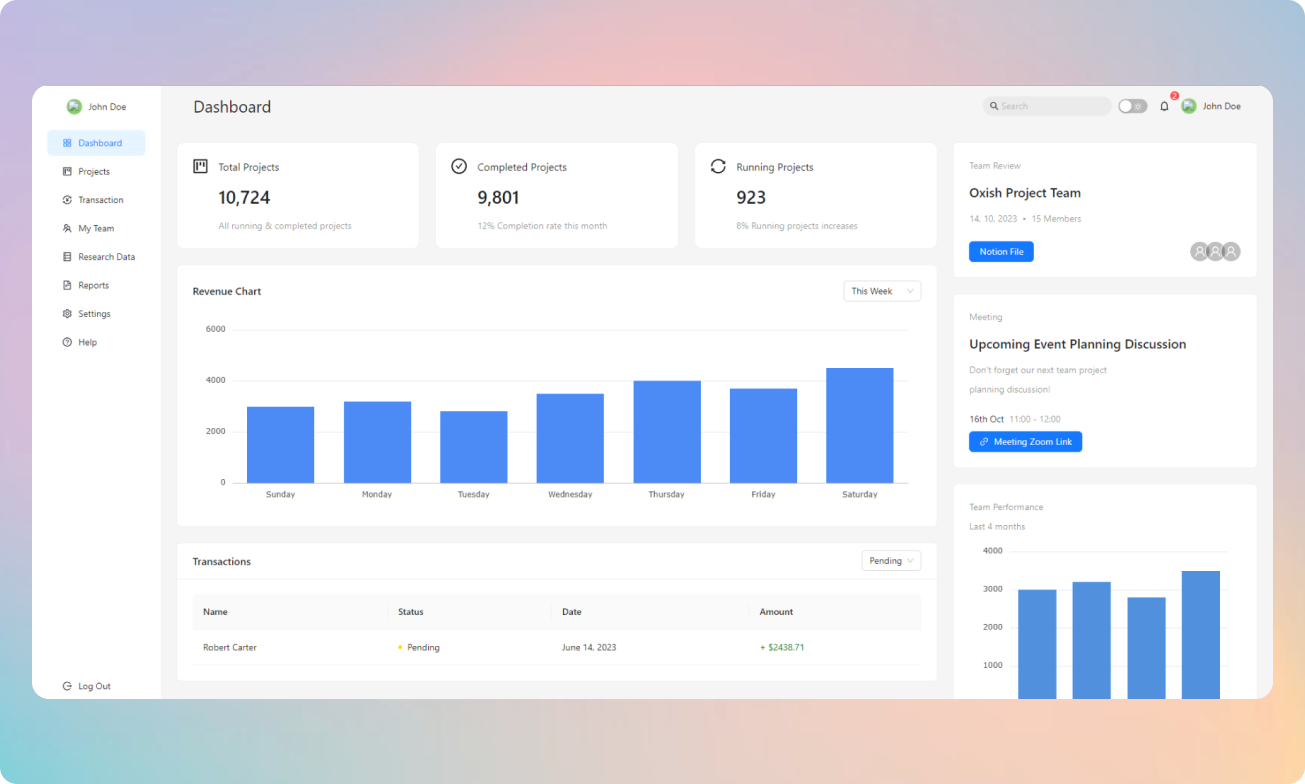 John Doe
Dashboard
Projects
Transaction
My Team
Research Data
Reports
Settings
Help
Log Out
Dashboard
Search
2
John Doe
Total Projects
10,724
All running & completed projects
Completed Projects
9,801
12% Completion rate this month
Running Projects
923
8% Running projects increases
Revenue Chart
This Week
6000
4000
2000
0
Sunday Monday Tuesday Wednesday Thursday Friday Saturday
Transactions
Pending
Name Status Date Amount
Robert Carter Pending June 14, 2023 + $2438.71
Team Review
Oxish Project Team
14, 10, 2023 • 15 Members
Notion File
Meeting
Upcoming Event Planning Discussion
Don't forget our next team project
planning discussion!
16th Oct 11:00 - 12:00
Meeting Zoom Link
Team Performance
Last 4 months
4000
3000
2000
1000